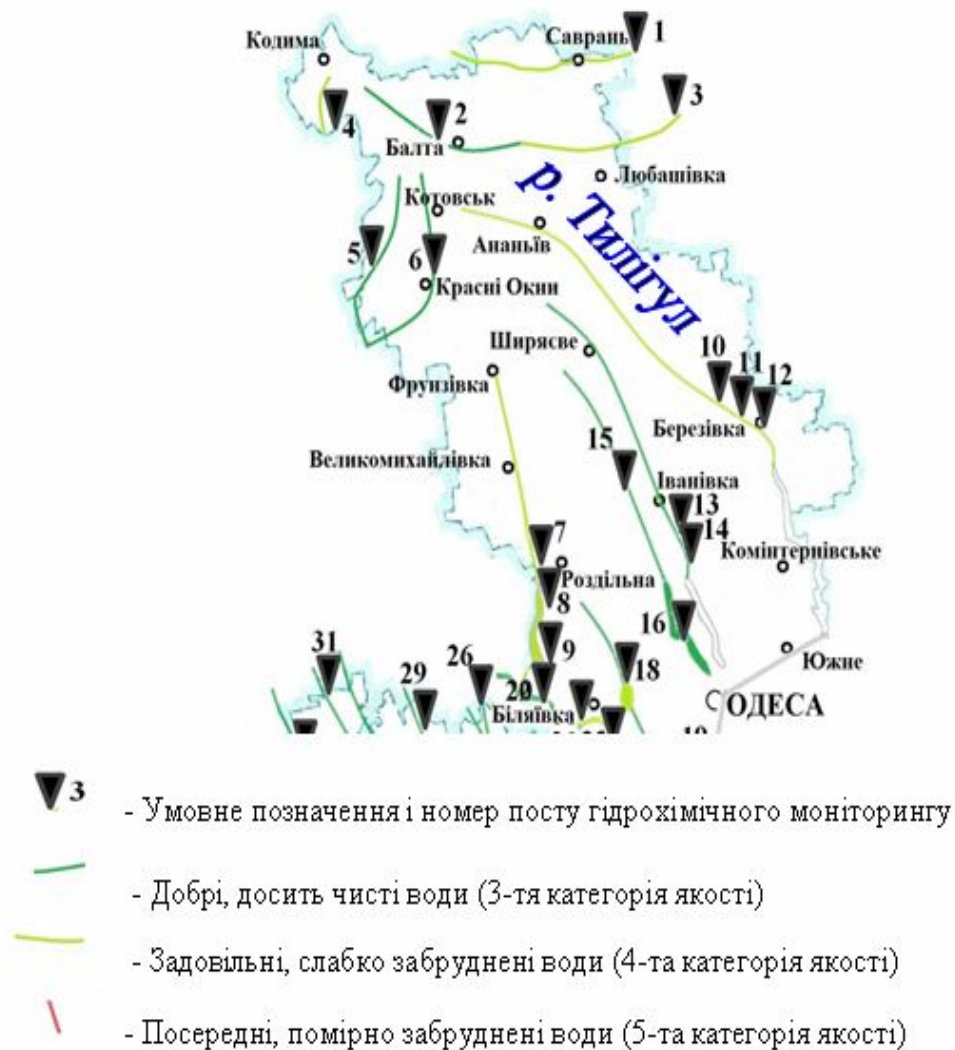 Кодима
Саврань
1
3
4
2
Балта
р. Тилігул
Любашівка
Котовськ
Ананьїв
5
6
Красні Окни
Ширяєве
10
11
12
Фрунзівка
Березівка
15
Великомихайлівка
Іванівка
13
7
14
Комінтернівське
Роздільна
8
16
31
9
26
18
Южне
29
20
Біляївка
ОДЕСА
3
- Умовне позначення і номер посту гідрохімічного моніторингу
- Добрі, досить чисті води (3-тя категорія якості)
- Задовільні, слабко забруднені води (4-та категорія якості)
- Посередні, помірно забруднені води (5-та категорія якості)